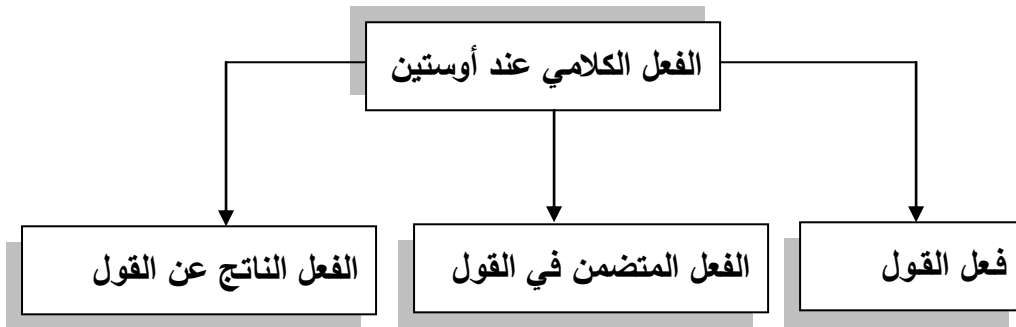 الفعل الكلامي عند أوستين
فعل القول
الفعل المتضمن في القول
الفعل الناتج عن القول